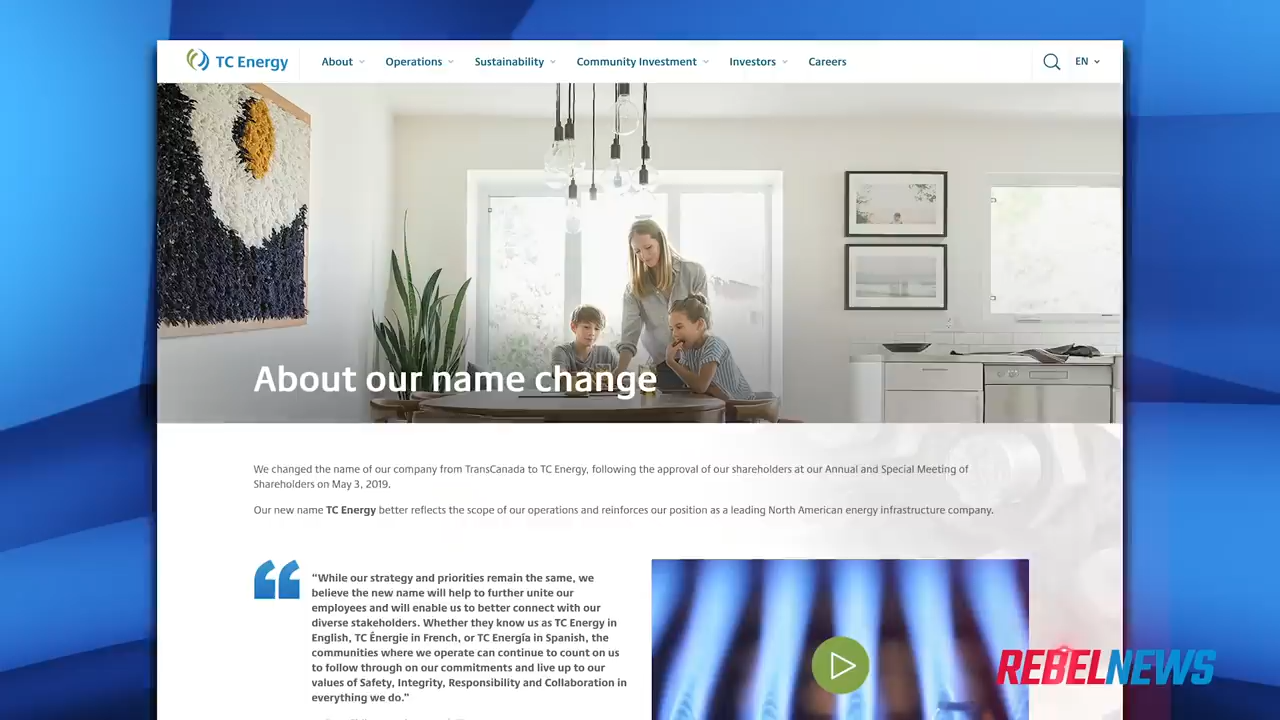 TC Energy
About
Operations
Sustainability
Community Investment
Investors
Careers
EN
About our name change
We changed the name of our company from TransCanada to TC Energy, following the approval of our shareholders at our Annual and Special Meeting of
Shareholders on May 3, 2019.
Our new name TC Energy better reflects the scope of our operations and reinforces our position as a leading North American energy infrastructure company.
"While our strategy and priorities remain the same, we
believe the new name will help to further unite our
employees and will enable us to better connect with our
diverse stakeholders. Whether they know us as TC Energy in
English, TC Énergie in French, or TC Energía in Spanish, the
communities where we operate can continue to count on us
to follow through on our commitments and live up to our
values of Safety, Integrity, Responsibility and Collaboration in
everything we do."
REBELNEWS